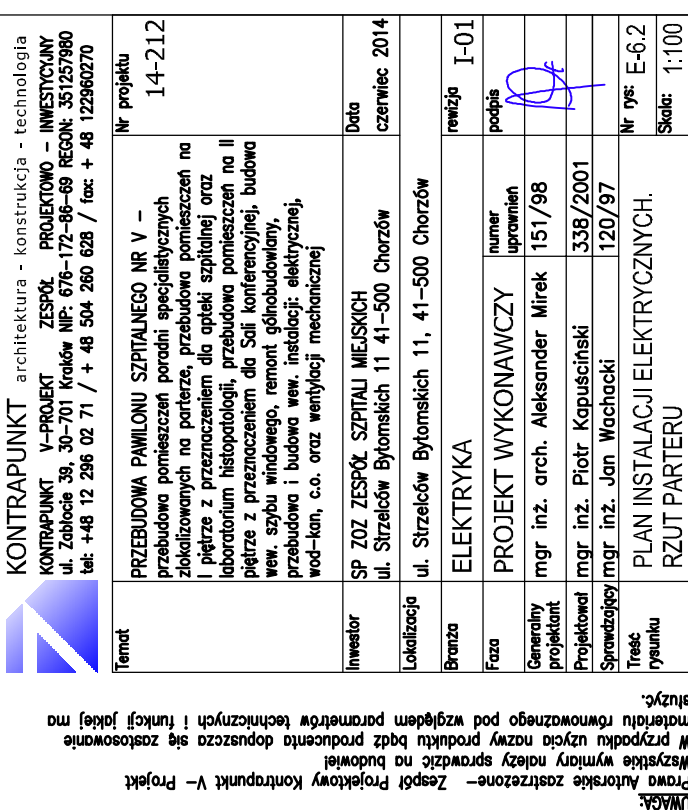 KONTRAPUNKT architektura - konstrukcja - technologia
KONTRAPUNKT V-PROJEKT ZESPÓŁ PROJEKTOWO - INWESTYCYJNY
ul. Zabłocie 39, 30-701 Kraków NIP: 676-172-86-69 REGON: 351257980
tel: +48 12 296 02 71 / + 48 504 260 628 / fax: + 48 122960270
Temat
PRZEBUDOWA PAWILONU SZPITALNEGO NR V –
przebudowa pomieszczeń poradni specjalistycznych
zlokalizowanych na parterze, przebudowa pomieszczeń na
I piętrze z przeznaczeniem dla apteki szpitalnej oraz
laboratorium histopatologii, przebudowa pomieszczeń na II
piętrze z przeznaczeniem dla Sali konferencyjnej, budowa
wew. szybu windowego, remont gólnobudowlany,
przebudowa i budowa wew. instalacji: elektrycznej,
wod-kan, c.o. oraz wentylacji mechanicznej
Nr projektu
14-212
Inwestor
SP ZOZ ZESPÓŁ SZPITALI MIEJSKICH
ul. Strzelców Bytomskich 11 41-500 Chorzów
Data
czerwiec 2014
Lokalizacja
ul. Strzelców Bytomskich 11, 41-500 Chorzów
Branża
ELEKTRYKA
rewizja
I-01
Faza
PROJEKT WYKONAWCZY
numer
uprawnień
podpis
Generalny
projektant
mgr inż. arch. Aleksander Mirek
151/98
Projektował
mgr inż. Piotr Kapuściński
338/2001
Sprawdzający
mgr inż. Jan Wachacki
120/97
Treść
rysunku
PLAN INSTALACJI ELEKTRYCZNYCH.
RZUT PARTERU
Nr rys: E-6.2
Skala: 1:100
UWAGA:
Prawa Autorskie zastrzeżone- Zespół Projektowy Kontrapunkt V- Projekt
Wszystkie wymiary należy sprawdzić na budowie!
W przypadku użycia nazwy produktu bądź producenta dopuszcza się zastosowanie
materiału równoważnego pod względem parametrów technicznych i funkcji jakiej ma
służyć.